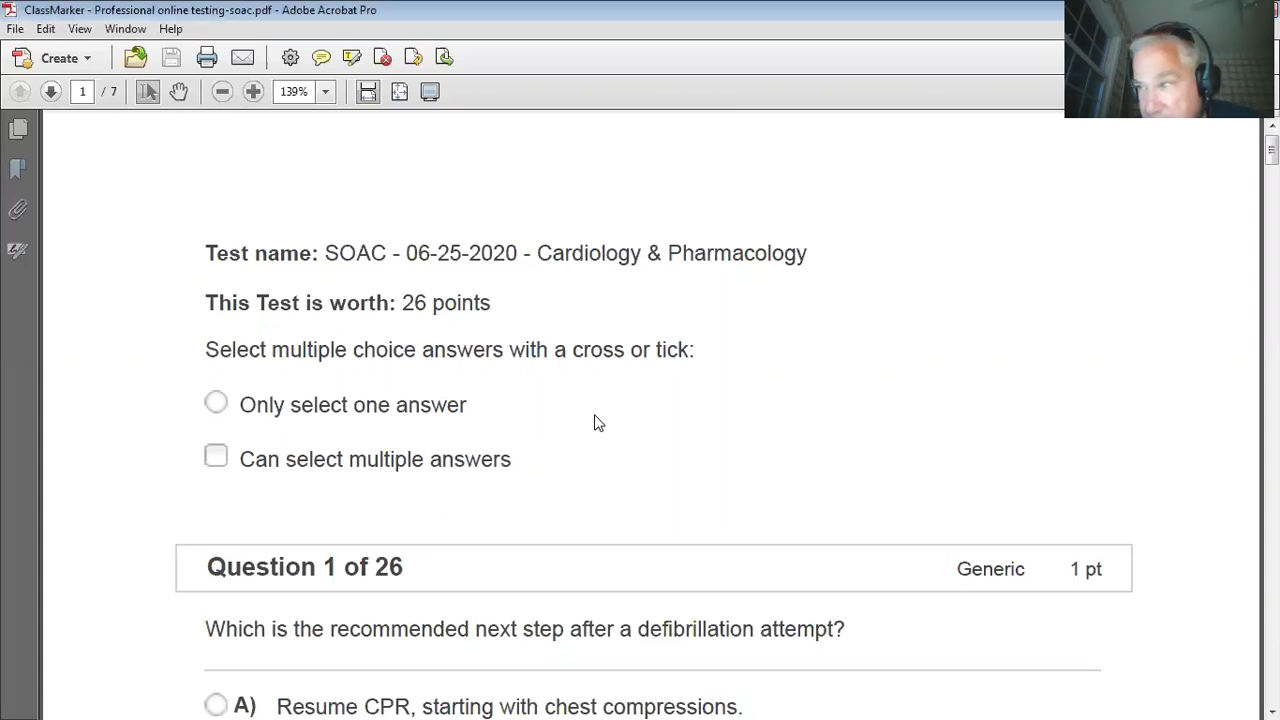 ClassMarker - Professional online testing-soac.pdf - Adobe Acrobat Pro
File Edit View Window Help
Create
1 / 7 139%
Test name: SOAC - 06-25-2020 - Cardiology & Pharmacology
This Test is worth: 26 points
Select multiple choice answers with a cross or tick:
Only select one answer
Can select multiple answers
Question 1 of 26 Generic 1 pt
Which is the recommended next step after a defibrillation attempt?
A) Resume CPR, starting with chest compressions.